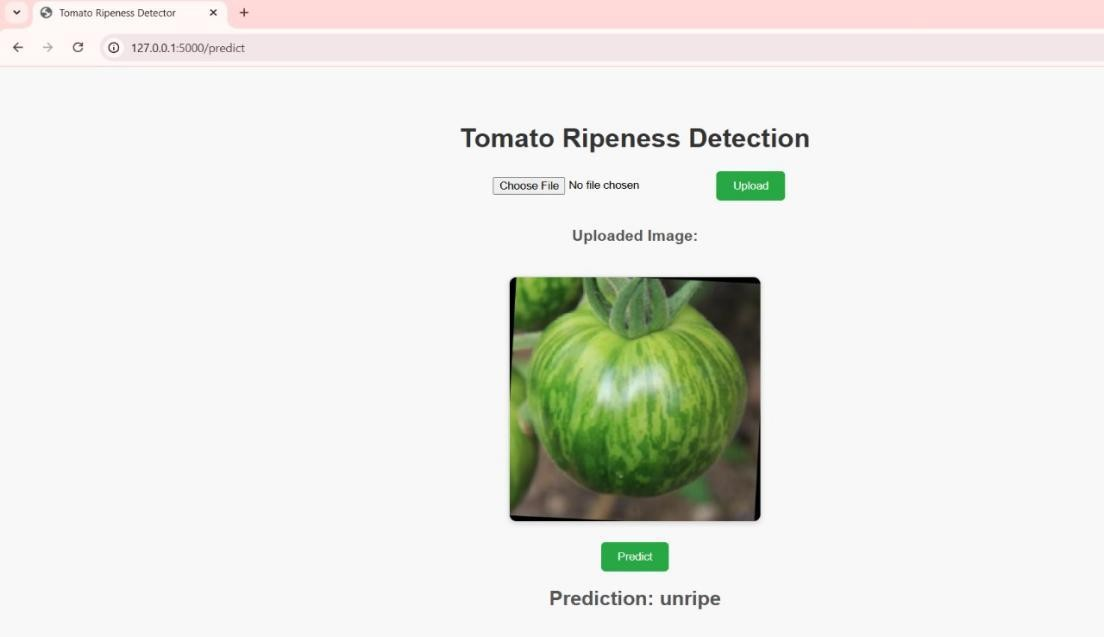 Tomato Ripeness Detector
127.0.0.1:5000/predict
Tomato Ripeness Detection
Choose File No file chosen
Upload
Uploaded Image:
Predict
Prediction: unripe